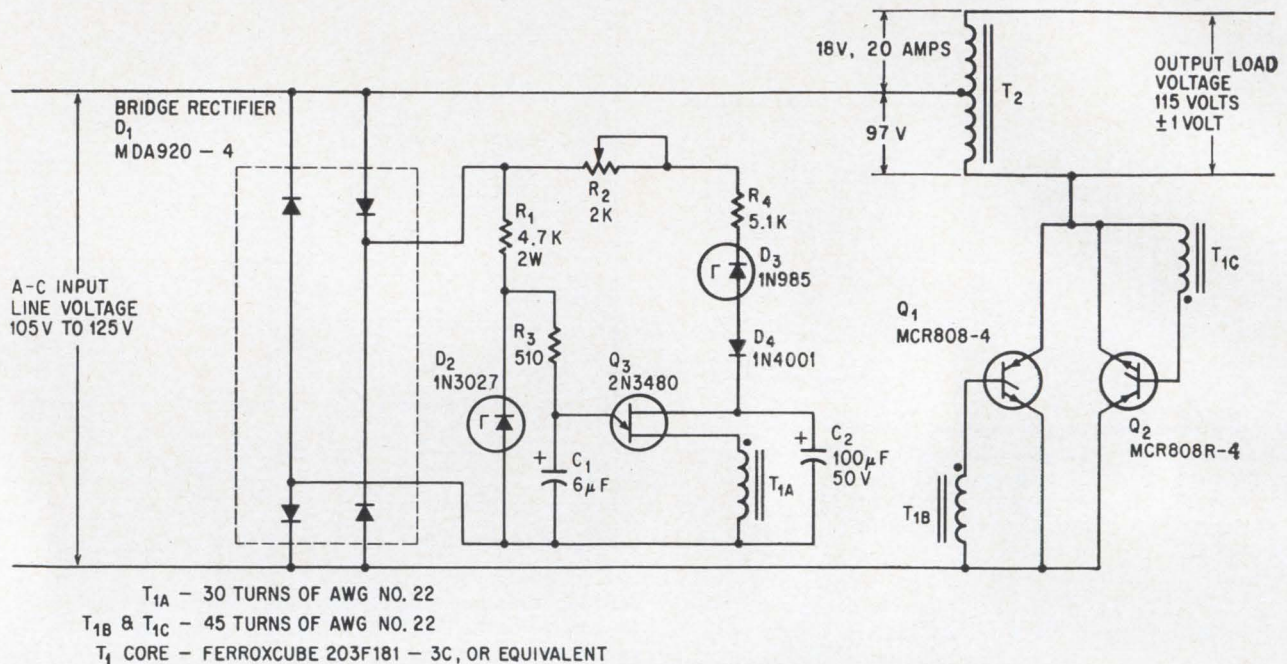 18V, 20 AMPS
T2
OUTPUT LOAD
VOLTAGE
115 VOLTS
± 1 VOLT
97 V
BRIDGE RECTIFIER
D1
MDA920 – 4
R2
2K
R1
4.7K
2W
R4
5.1K
D3
1N985
T1C
A-C INPUT
LINE VOLTAGE
105V TO 125V
Q1
MCR808-4
D2
1N3027
R3
510
Q3
2N3480
D4
1N4001
Q2
MCR808R-4
+
C1
6µF
T1A
+
C2
100µF
50V
T1B
T1A – 30 TURNS OF AWG NO. 22
T1B & T1C – 45 TURNS OF AWG NO. 22
T1 CORE – FERROXCUBE 203F181 – 3C, OR EQUIVALENT